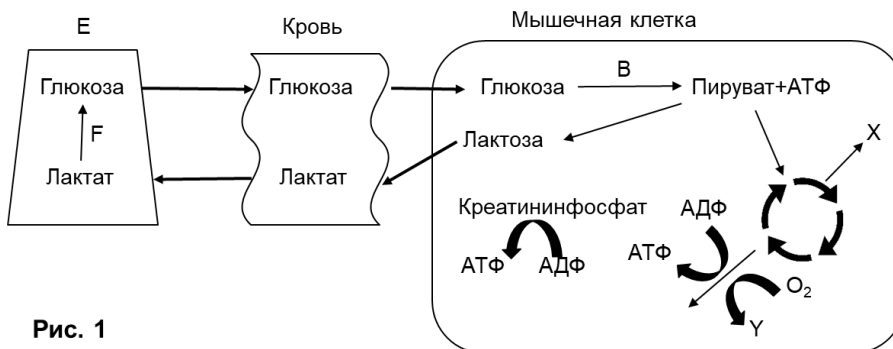 E
Кровь
Мышечная клетка
Глюкоза
Глюкоза
Глюкоза
B
Пируват+АТФ
F
Лактоза
X
Лактат
Лактат
Креатининфосфат
АДФ
АТФ
АДФ
АТФ
O₂
Y
Рис. 1